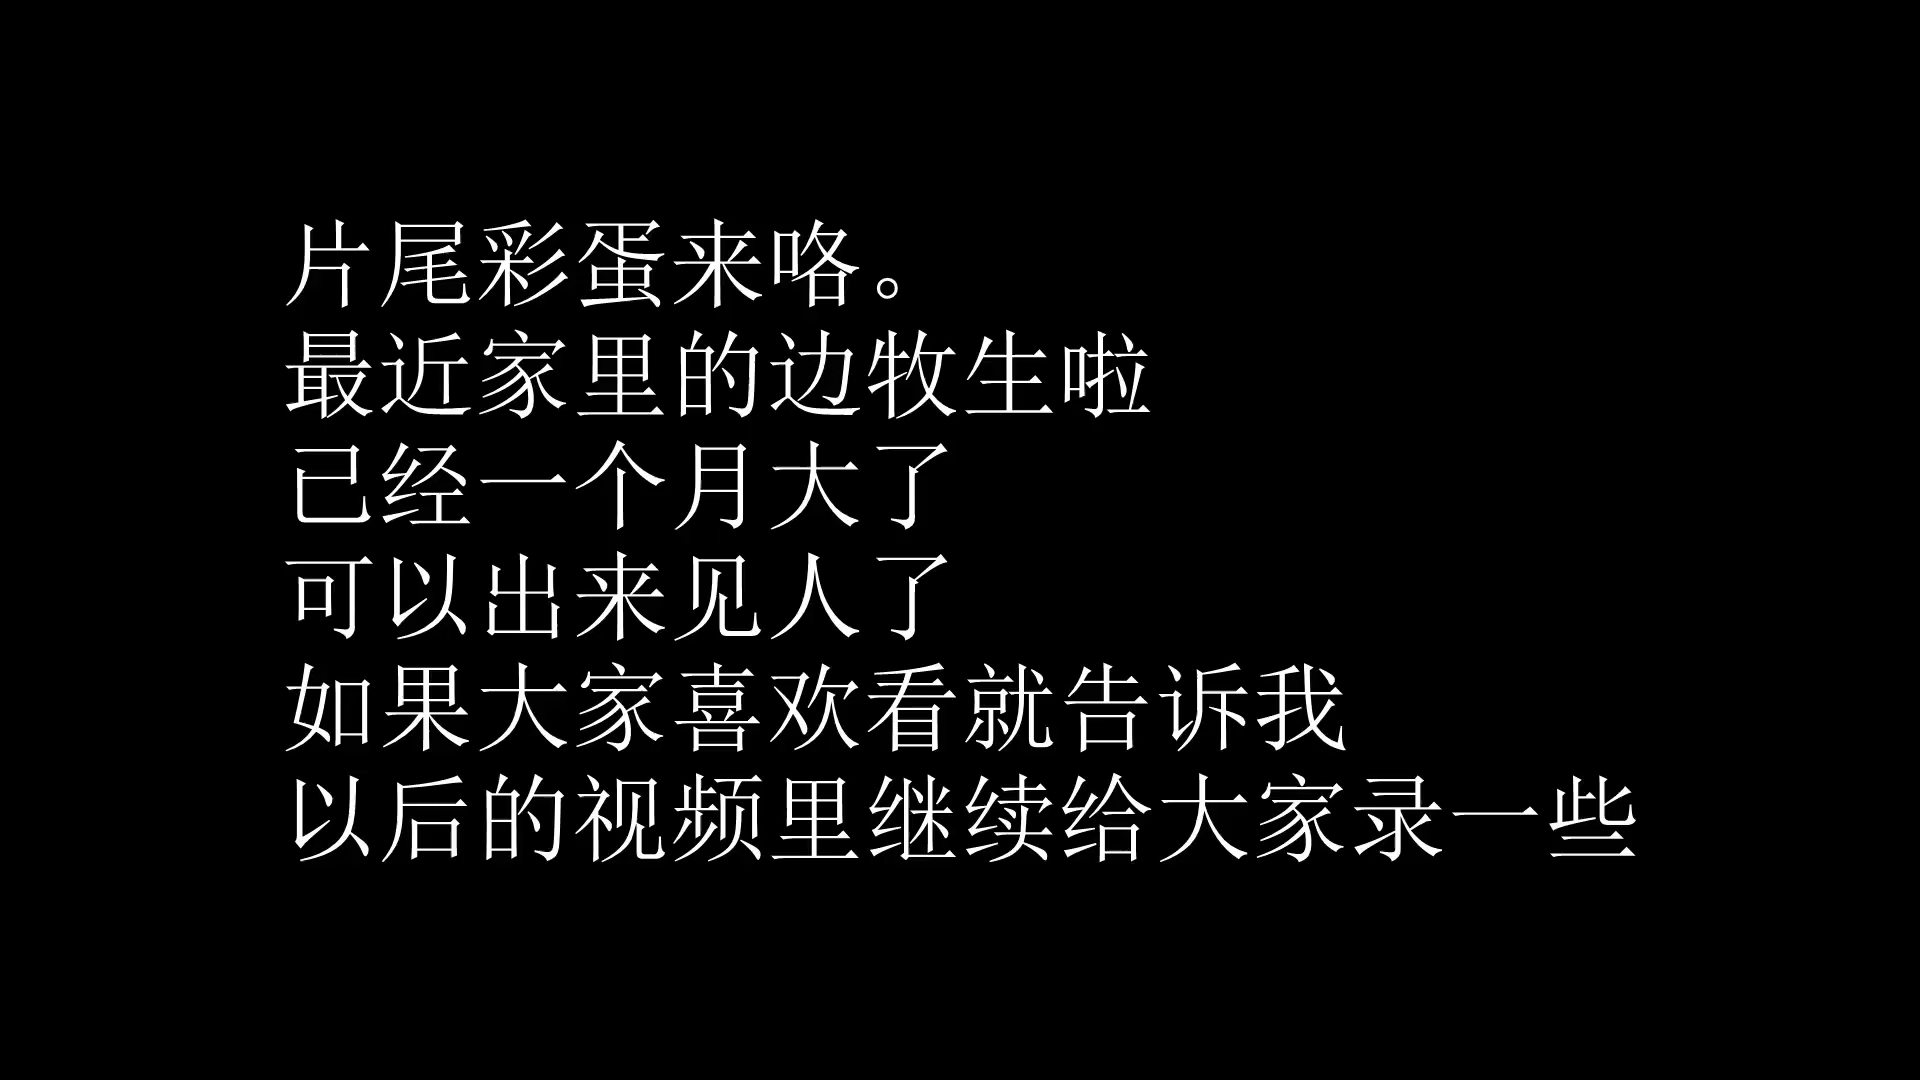 片尾彩蛋来咯。
最近家里的边牧生啦
已经一个月大了
可以出来见人了
如果大家喜欢看就告诉我
以后的视频里继续给大家录一些